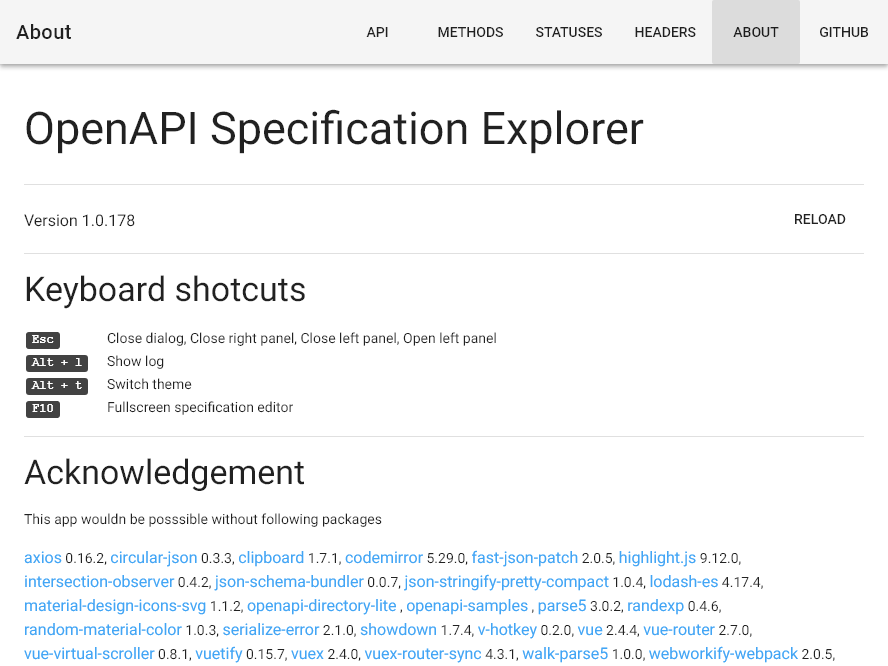 About API METHODS STATUSES HEADERS ABOUT GITHUB
OpenAPI Specification Explorer
Version 1.0.178 RELOAD
Keyboard shotcuts
Esc Close dialog, Close right panel, Close left panel, Open left panel
Alt + l Show log
Alt + t Switch theme
F10 Fullscreen specification editor
Acknowledgement
This app wouldn be posssible without following packages
axios 0.16.2, circular-json 0.3.3, clipboard 1.7.1, codemirror 5.29.0, fast-json-patch 2.0.5, highlight.js 9.12.0,
intersection-observer 0.4.2, json-schema-bundler 0.0.7, json-stringify-pretty-compact 1.0.4, lodash-es 4.17.4,
material-design-icons-svg 1.1.2, openapi-directory-lite , openapi-samples , parse5 3.0.2, randexp 0.4.6,
random-material-color 1.0.3, serialize-error 2.1.0, showdown 1.7.4, v-hotkey 0.2.0, vue 2.4.4, vue-router 2.7.0,
vue-virtual-scroller 0.8.1, vuetify 0.15.7, vuex 2.4.0, vuex-router-sync 4.3.1, walk-parse5 1.0.0, webworkify-webpack 2.0.5,